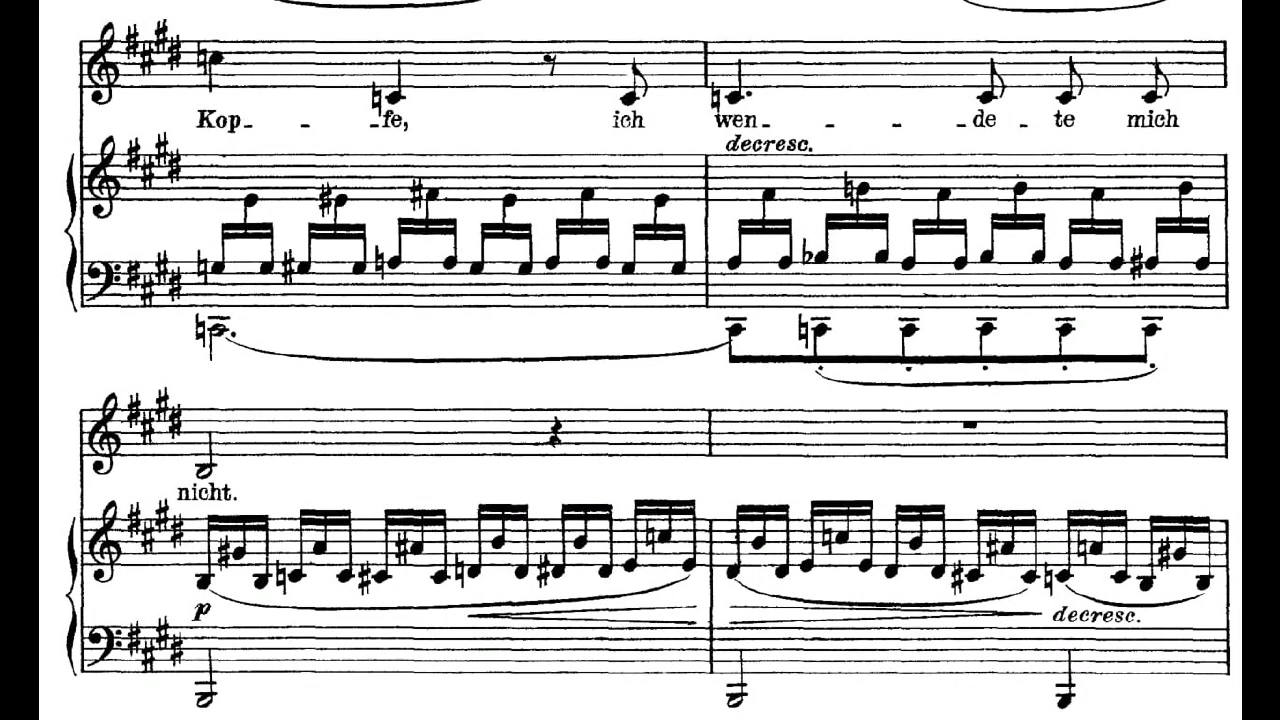 Kop - - - fe, ich wen - - - - de - te mich
decresc.
nicht.
p decresc.